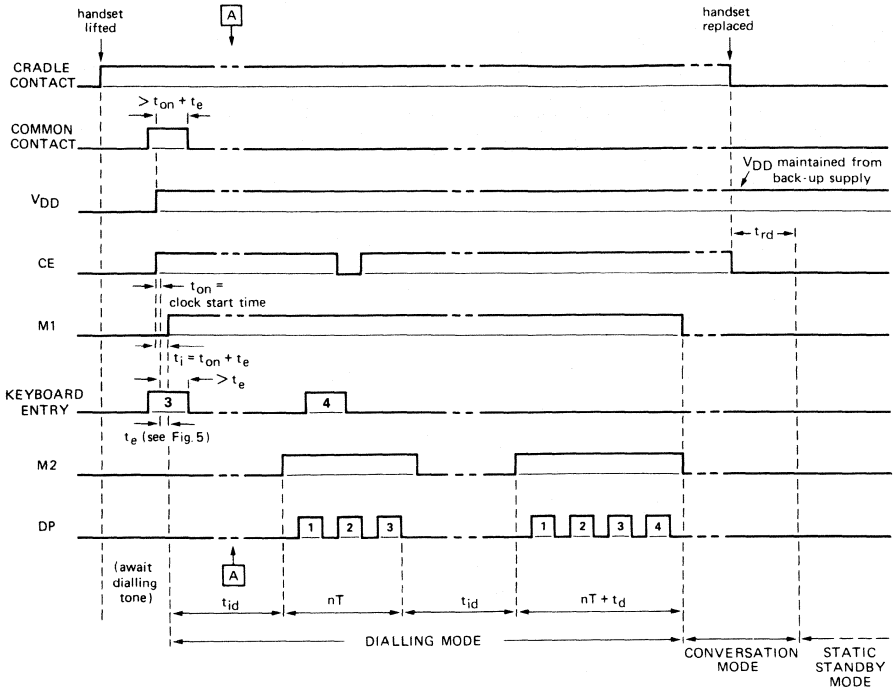 handset
lifted
A
handset
replaced
CRADLE
CONTACT
> ton + te
COMMON
CONTACT
VDD maintained from
back-up supply
VDD
trd
CE
ton =
clock start time
M1
ti = ton + te
> te
KEYBOARD
ENTRY
3
4
te (see Fig. 5)
M2
DP
1 2 3
1 2 3 4
(await
dialling
tone)
A
tid
nT
tid
nT + td
DIALLING MODE
CONVERSATION
MODE
STATIC
STANDBY
MODE